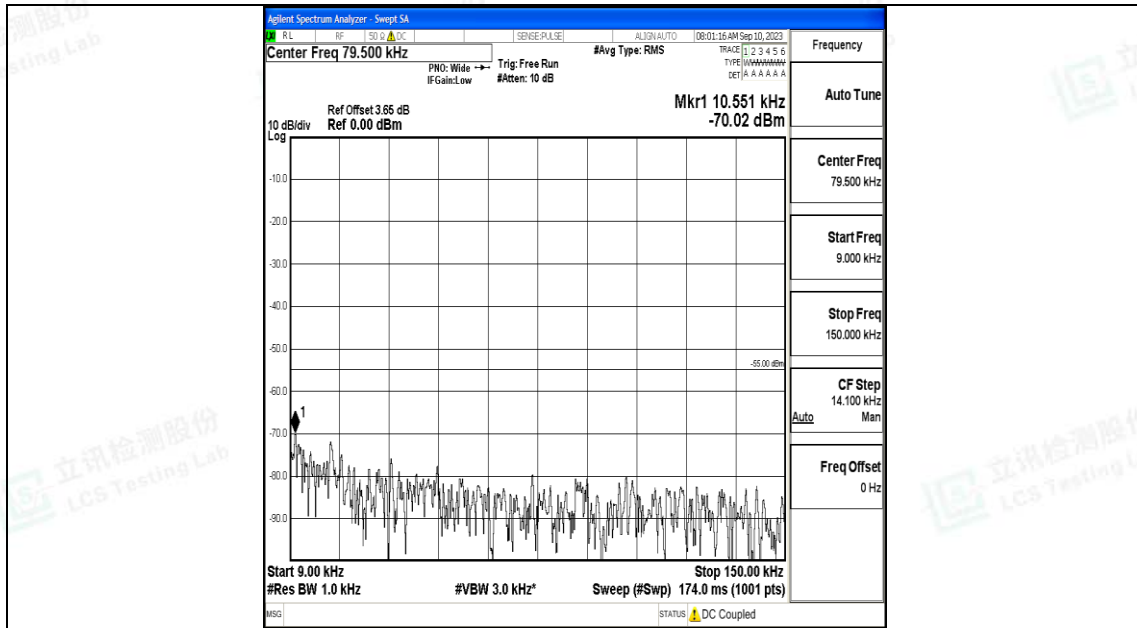 Agilent Spectrum Analyzer - Swept SA
RL RF 50 Ω DC SENSE:PULSE ALIGN AUTO 08:01:16 AM Sep 10, 2023
Center Freq 79.500 kHz
#Avg Type: RMS
TRACE 1 2 3 4 5 6
TYPE
DET A A A A A A
PNO: Wide
IFGain:Low
Trig: Free Run
#Atten: 10 dB
Mkr1 10.551 kHz
-70.02 dBm
Ref Offset 3.65 dB
10 dB/div Ref 0.00 dBm
Log
-10.0
-20.0
-30.0
-40.0
-50.0
-55.00 dBm
-60.0
1
-70.0
-80.0
-90.0
Start 9.00 kHz Stop 150.00 kHz
#Res BW 1.0 kHz #VBW 3.0 kHz* Sweep (#Swp) 174.0 ms (1001 pts)
MSG STATUS DC Coupled
Frequency
Auto Tune
Center Freq
79.500 kHz
Start Freq
9.000 kHz
Stop Freq
150.000 kHz
CF Step
14.100 kHz
Auto Man
Freq Offset
0 Hz
立讯检测股份
LCS Testing Lab